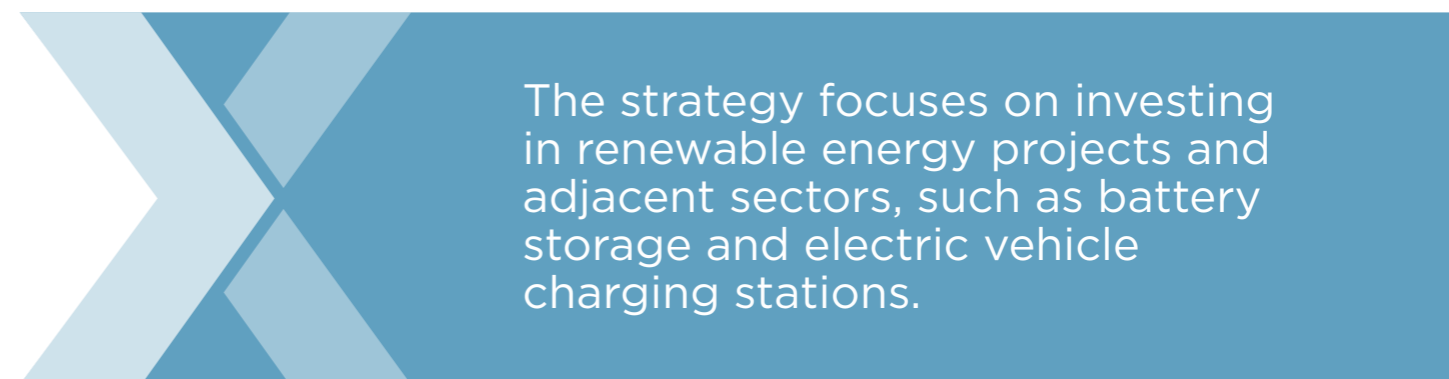 The strategy focuses on investing
in renewable energy projects and
adjacent sectors, such as battery
storage and electric vehicle
charging stations.